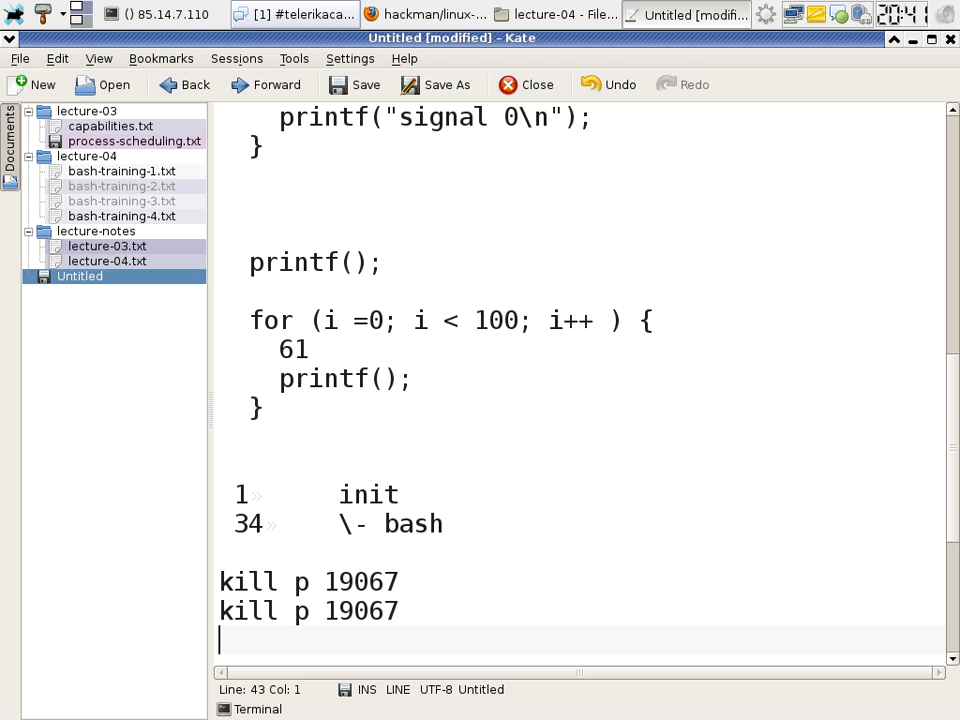 () 85.14.7.110
[1] #telerikaca...
hackman/linux-...
lecture-04 - File...
Untitled [modifi...
20:41
Untitled [modified] – Kate
File Edit View Bookmarks Sessions Tools Settings Help
New Open Back Forward Save Save As Close Undo Redo
Documents
lecture-03
capabilities.txt
process-scheduling.txt
lecture-04
bash-training-1.txt
bash-training-2.txt
bash-training-3.txt
bash-training-4.txt
lecture-notes
lecture-03.txt
lecture-04.txt
Untitled
printf("signal 0\n");
}
printf();
for (i =0; i < 100; i++ ) {
61
printf();
}
1» init
34» \- bash
kill p 19067
kill p 19067
Line: 43 Col: 1 INS LINE UTF-8 Untitled
Terminal